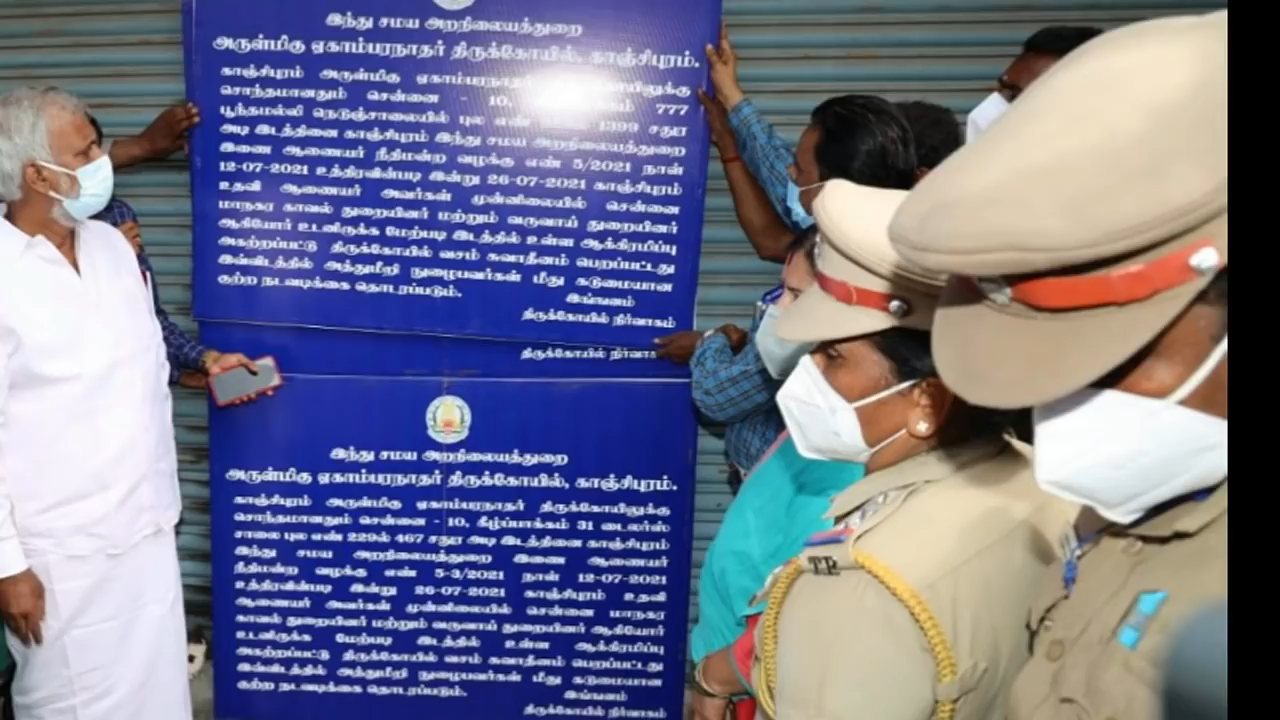 இந்து சமய அறநிலையத்துறை
அருள்மிகு ஏகாம்பரநாதர் திருக்கோயில், காஞ்சிபுரம்.
காஞ்சிபுரம் அருள்மிகு ஏகாம்பரநாதர்
சொந்தமானதும் சென்னை - 10, 777
பூந்தமல்லி நெடுஞ்சாலையில் புல எண் 1399 சதுர
அடி இடத்தினை காஞ்சிபுரம் இந்து சமய அறநிலையத்துறை
இணை ஆணையர் நீதிமன்ற வழக்கு எண் 5/2021 நாள்
12-07-2021 உத்திரவின்படி இன்று 26-07-2021 காஞ்சிபுரம்
உதவி ஆணையர் அவர்கள் முன்னிலையில் சென்னை
மாநகர காவல் துறையினர் மற்றும் வருவாய் துறையினர்
ஆகியோர் உடனிருக்க மேற்படி இடத்தில் உள்ள ஆக்கிரமிப்பு
அகற்றப்பட்டு திருக்கோயில் வசம் சுவாதீனம் பெறப்பட்டது
இவ்விடத்தில் அத்துமீறி நுழைபவர்கள் மீது கடுமையான
குற்ற நடவடிக்கை தொடரப்படும்.
இங்ஙனம்
திருக்கோயில் நிர்வாகம்
திருக்கோயில்
இந்து சமய அறநிலையத்துறை
அருள்மிகு ஏகாம்பரநாதர் திருக்கோயில், காஞ்சிபுரம்.
காஞ்சிபுரம் அருள்மிகு ஏகாம்பரநாதர் திருக்கோயிலுக்கு
சொந்தமானதும் சென்னை - 10, கீழ்ப்பாக்கம் 31 டைலர்ஸ்
சாலை புல எண் 229ல் 467 சதுர அடி இடத்தினை காஞ்சிபுரம்
இந்து சமய அறநிலையத்துறை இணை ஆணையர்
நீதிமன்ற வழக்கு எண் 5-3/2021 நாள் 12-07-2021
உத்திரவின்படி இன்று 26-07-2021 காஞ்சிபுரம் உதவி
ஆணையர் அவர்கள் முன்னிலையில் சென்னை மாநகர
காவல் துறையினர் மற்றும் வருவாய் துறையினர் ஆகியோர்
உடனிருக்க மேற்படி இடத்தில் உள்ள ஆக்கிரமிப்பு
அகற்றப்பட்டு திருக்கோயில் வசம் சுவாதீனம் பெறப்பட்டது
இவ்விடத்தில் அத்துமீறி நுழைபவர்கள் மீது கடுமையான
குற்ற நடவடிக்கை தொடரப்படும்.
இங்ஙனம்
திருக்கோயில் நிர்வாகம்
TP